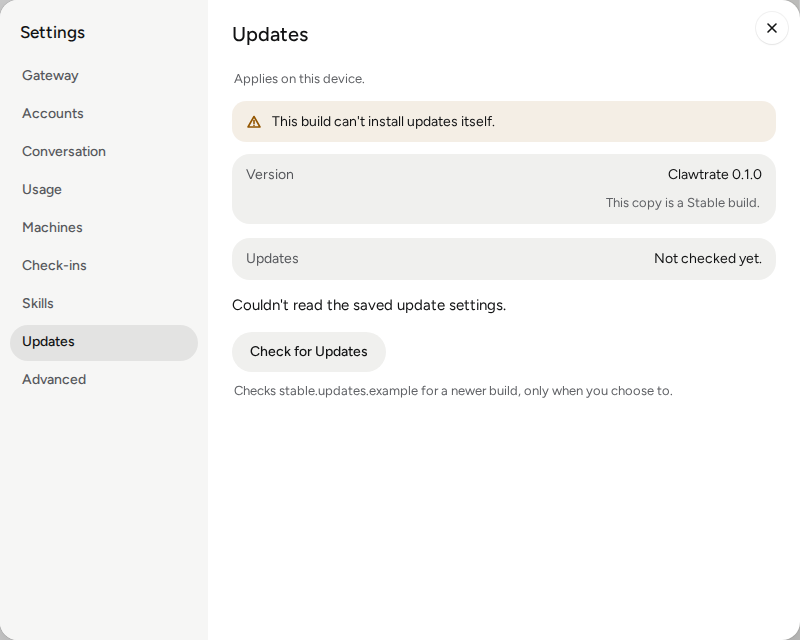 Settings
Gateway
Accounts
Conversation
Usage
Machines
Check-ins
Skills
Updates
Advanced
Updates
Applies on this device.
This build can't install updates itself.
Version Clawtrate 0.1.0
This copy is a Stable build.
Updates Not checked yet.
Couldn't read the saved update settings.
Check for Updates
Checks stable.updates.example for a newer build, only when you choose to.